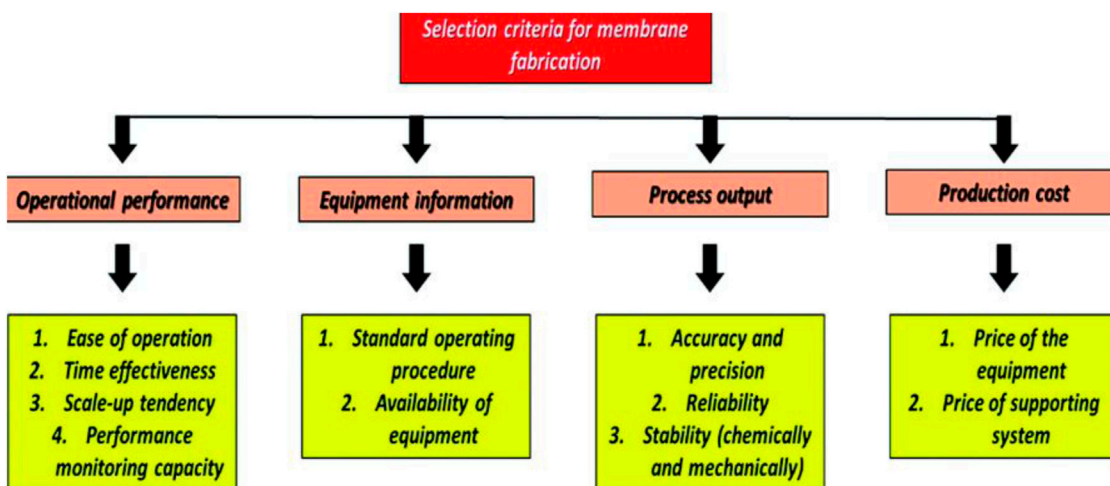 Selection criteria for membrane
fabrication
Operational performance
Equipment information
Process output
Production cost
1. Ease of operation
2. Time effectiveness
3. Scale-up tendency
4. Performance
monitoring capacity
1. Standard operating
procedure
2. Availability of
equipment
1. Accuracy and
precision
2. Reliability
3. Stability (chemically
and mechanically)
1. Price of the
equipment
2. Price of supporting
system